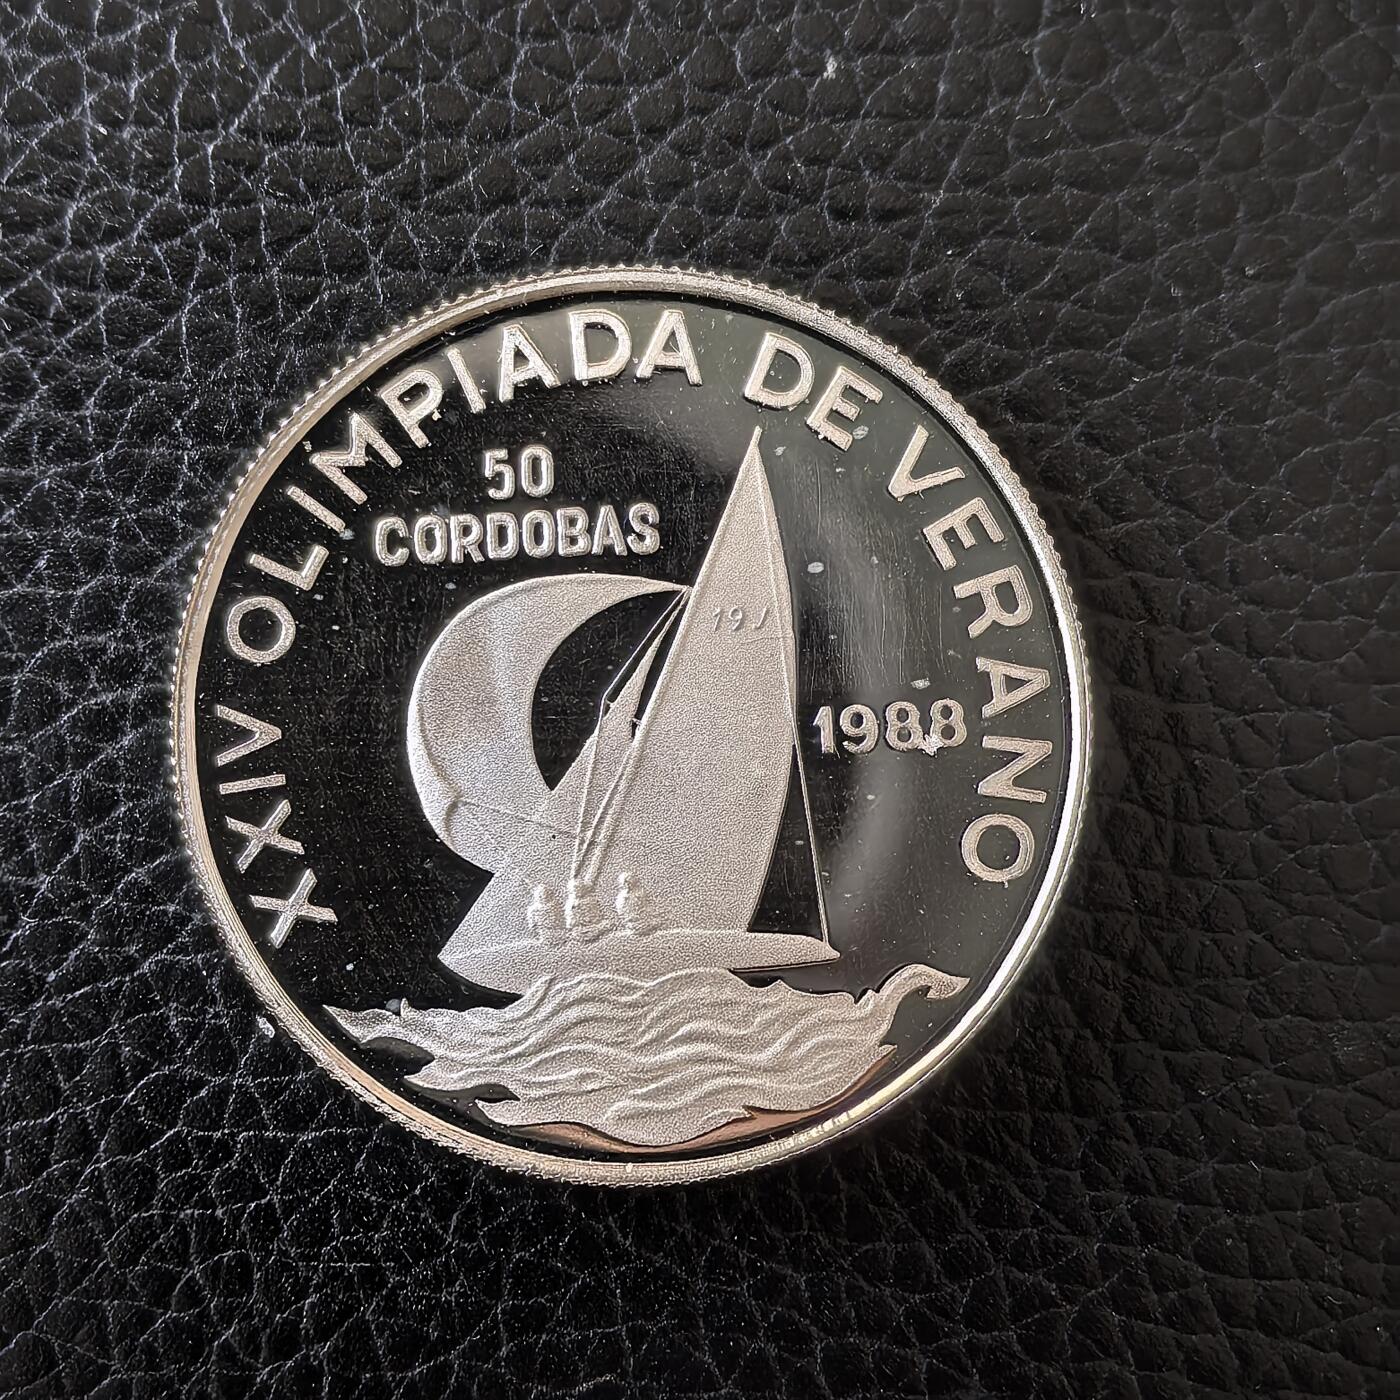 XXIV OLIMPIADA DE VERANO
50
CORDOBAS
1988